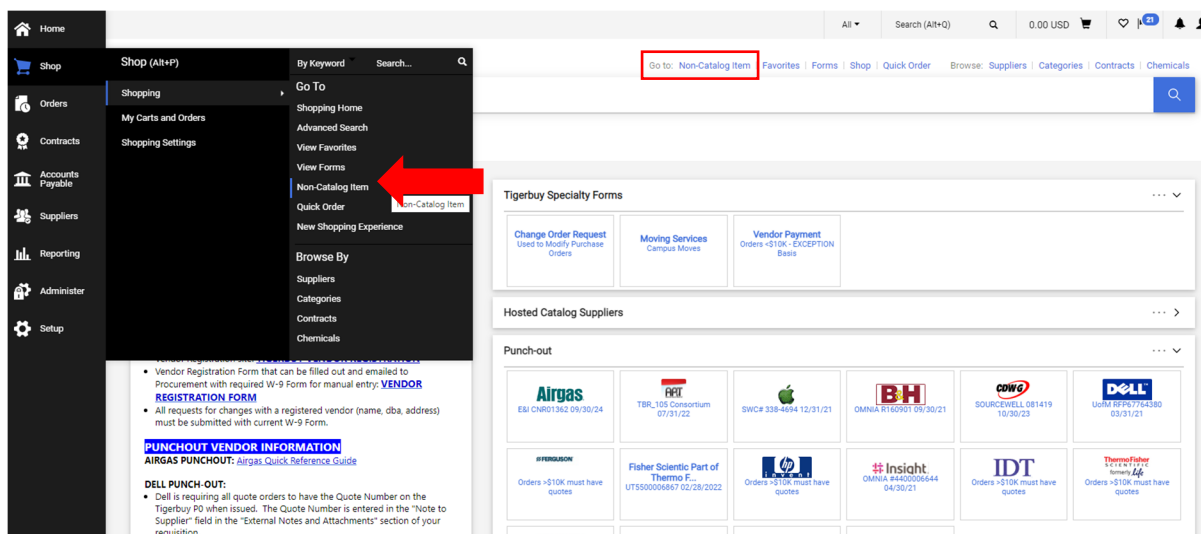 Home
All
Search (Alt+Q)
0.00 USD
21
Shop
Orders
Contracts
Accounts
Payable
Suppliers
Reporting
Administer
Setup
Shop (Alt+P)
Shopping
My Carts and Orders
Shopping Settings
By Keyword
Search...
Go To
Shopping Home
Advanced Search
View Favorites
View Forms
Non-Catalog Item
Non-Catalog Item
Quick Order
New Shopping Experience
Browse By
Suppliers
Categories
Contracts
Chemicals
Go to: Non-Catalog Item | Favorites | Forms | Shop | Quick Order Browse: Suppliers | Categories | Contracts | Chemicals
Tigerbuy Specialty Forms
Change Order Request
Used to Modify Purchase
Orders
Moving Services
Campus Moves
Vendor Payment
Orders <$10K - EXCEPTION
Basis
Hosted Catalog Suppliers
Punch-out
Airgas
E&I CNR01362 09/30/24
TBR_105 Consortium
07/31/22
SWC# 338-4694 12/31/21
B&H
OMNIA R160901 09/30/21
CDWG
SOURCEWELL 081419
10/30/23
DELL
UofM RFP67764380
03/31/21
FERGUSON
Orders >$10K must have
quotes
Fisher Scientic Part of
Thermo F...
UT5500006867 02/28/2022
hp
invent
Orders >$10K must have
quotes
Insight.
OMNIA #4400006644
04/30/21
IDT
Orders >$10K must have
quotes
ThermoFisher
SCIENTIFIC
formerly life
Orders >$10K must have
quotes
• Vendor Registration Form that can be filled out and emailed to
Procurement with required W-9 Form for manual entry: VENDOR
REGISTRATION FORM
• All requests for changes with a registered vendor (name, dba, address)
must be submitted with current W-9 Form.
PUNCHOUT VENDOR INFORMATION
AIRGAS PUNCHOUT: Airgas Quick Reference Guide
DELL PUNCH-OUT:
• Dell is requiring all quote orders to have the Quote Number on the
Tigerbuy P0 when issued. The Quote Number is entered in the "Note to
Supplier" field in the "External Notes and Attachments" section of your
requisition